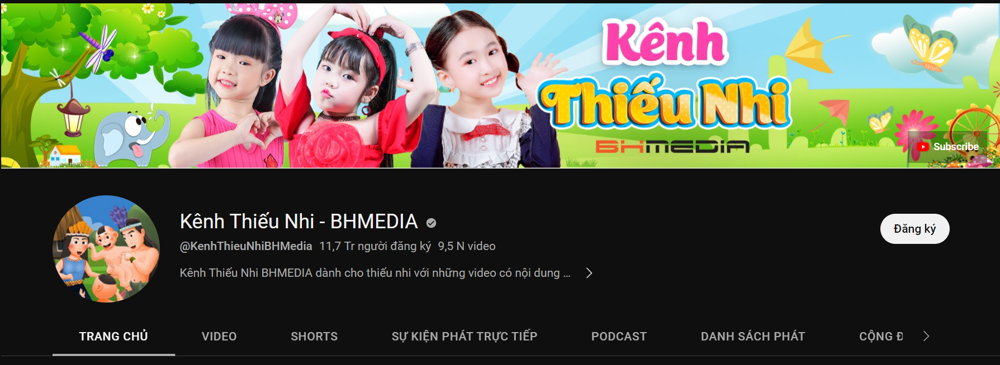 Kênh
Thiếu Nhi
BHMEDIA
Subscribe
Kênh Thiếu Nhi - BHMEDIA
@KenhThieuNhiBHMedia 11,7 Tr người đăng ký 9,5 N video
Kênh Thiếu Nhi BHMEDIA dành cho thiếu nhi với những video có nội dung ...
Đăng ký
TRANG CHỦ VIDEO SHORTS SỰ KIỆN PHÁT TRỰC TIẾP PODCAST DANH SÁCH PHÁT CỘNG Đ